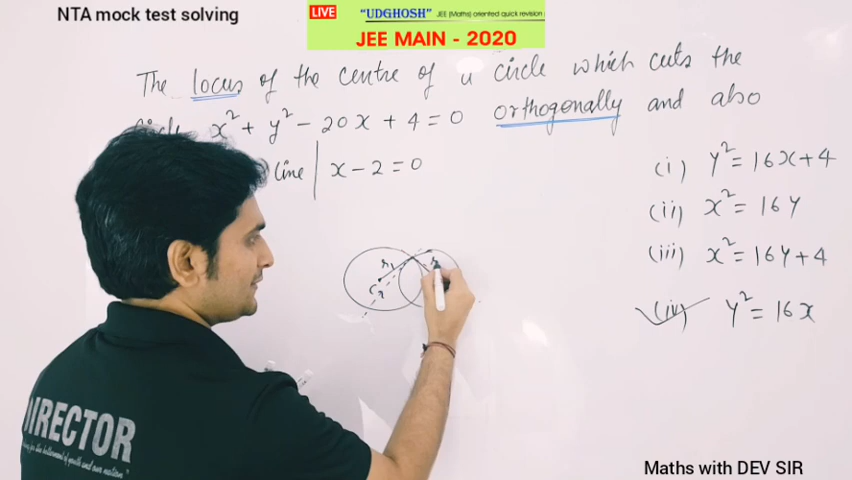 NTA mock test solving
LIVE "UDGHOSH" JEE (Maths) oriented quick revision
JEE MAIN - 2020
The locus of the centre of a circle which cuts the
x² + y² - 20x + 4 = 0 orthogonally and also
line x - 2 = 0
(i) y² = 16x + 4
(ii) x² = 16y
(iii) x² = 16y + 4
(iv) y² = 16x
r₁
C₁
DIRECTOR
Maths with DEV SIR